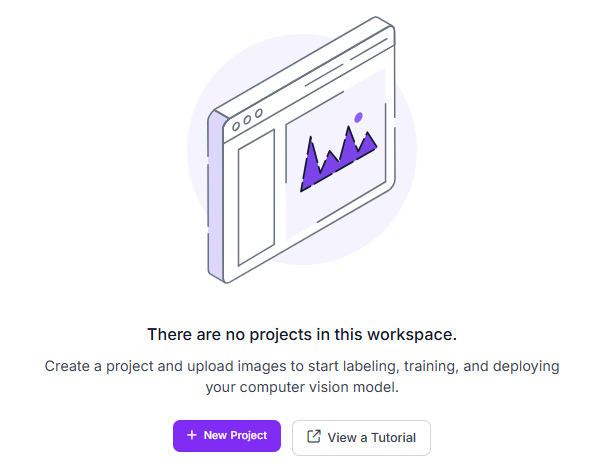 There are no projects in this workspace.
Create a project and upload images to start labeling, training, and deploying
your computer vision model.
New Project
View a Tutorial